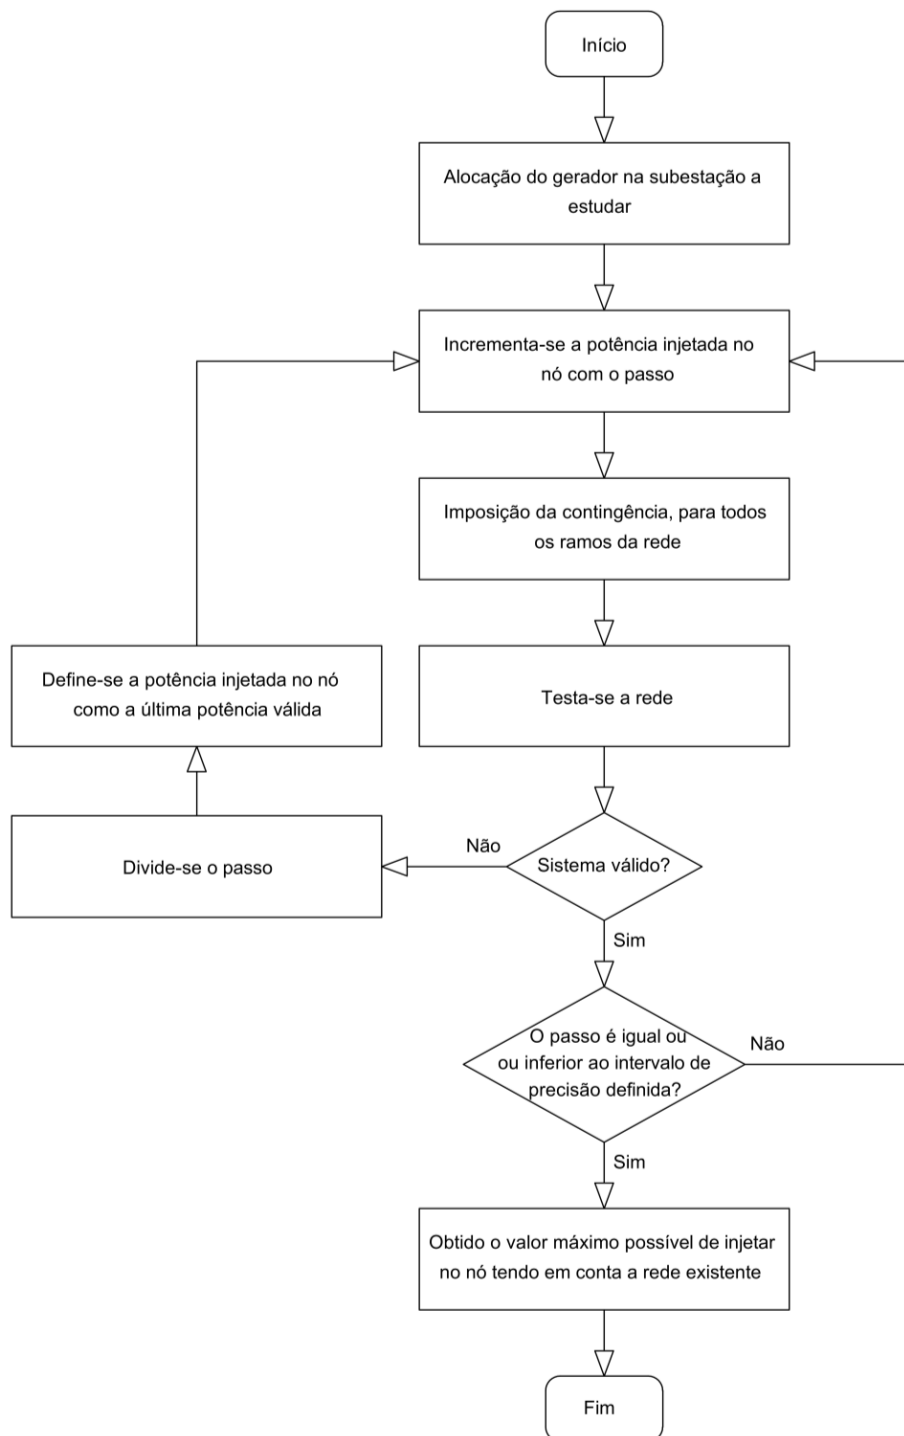 Início
Alocação do gerador na subestação a
estudar
Incrementa-se a potência injetada no
nó com o passo
Imposição da contingência, para todos
os ramos da rede
Define-se a potência injetada no nó
como a última potência válida
Testa-se a rede
Divide-se o passo
Não
Sistema válido?
Sim
O passo é igual ou
ou inferior ao intervalo de
precisão definida?
Não
Sim
Obtido o valor máximo possível de injetar
no nó tendo em conta a rede existente
Fim